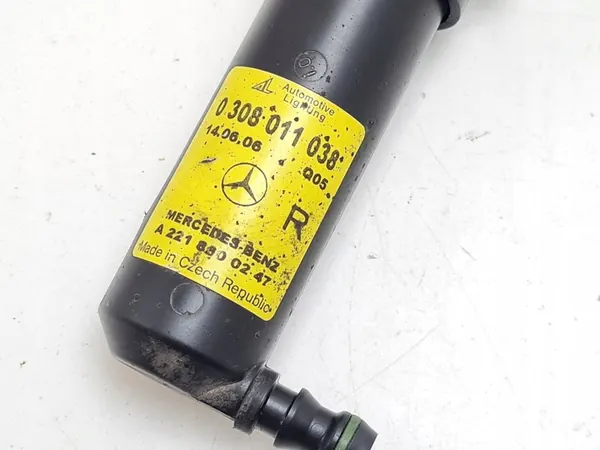 AL Automotive
Lighting
0 308 011 038
14.06.06 Q05
R
MERCEDES-BENZ
A 221 860 02 47
Made in Czech Republic